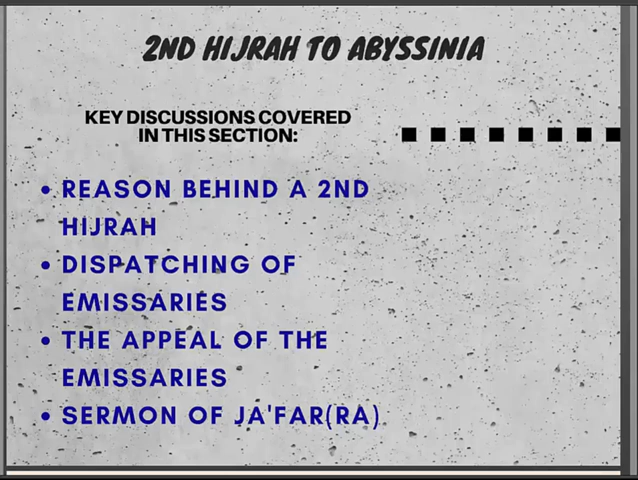 2ND HIJRAH TO ABYSSINIA
KEY DISCUSSIONS COVERED
IN THIS SECTION:
• REASON BEHIND A 2ND
HIJRAH
• DISPATCHING OF
EMISSARIES
• THE APPEAL OF THE
EMISSARIES
• SERMON OF JA'FAR(RA)